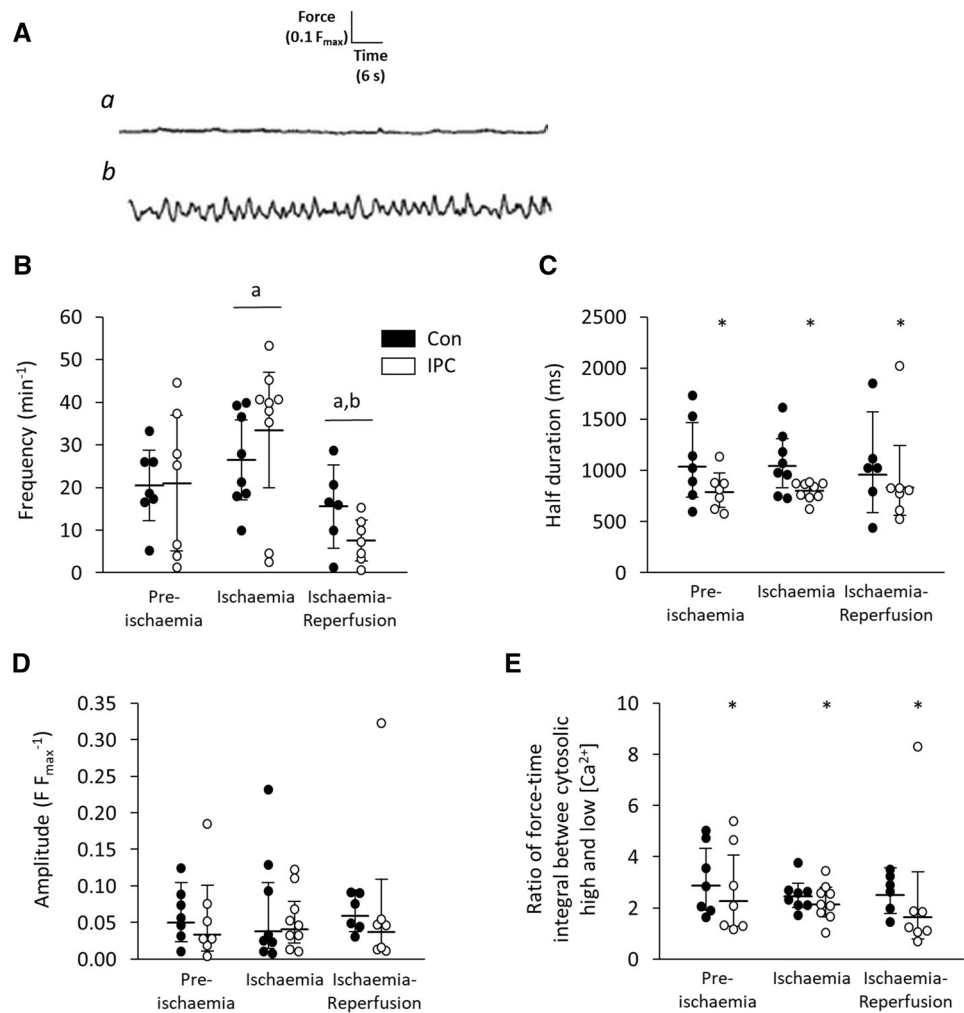 A
Force
(0.1 Fmax)
Time
(6 s)
a
b
B
Frequency (min-1)
60
50
40
30
20
10
0
a
a,b
Con
IPC
Pre-
ischaemia
Ischaemia
Ischaemia-
Reperfusion
C
Half duration (ms)
2500
2000
1500
1000
500
0
*
*
*
Pre-
ischaemia
Ischaemia
Ischaemia-
Reperfusion
D
Amplitude (F Fmax-1)
0.35
0.30
0.25
0.20
0.15
0.10
0.05
0.00
Pre-
ischaemia
Ischaemia
Ischaemia-
Reperfusion
E
Ratio of force-time
integral betwee cytosolic
high and low [Ca2+]
10
8
6
4
2
0
*
*
*
Pre-
ischaemia
Ischaemia
Ischaemia-
Reperfusion